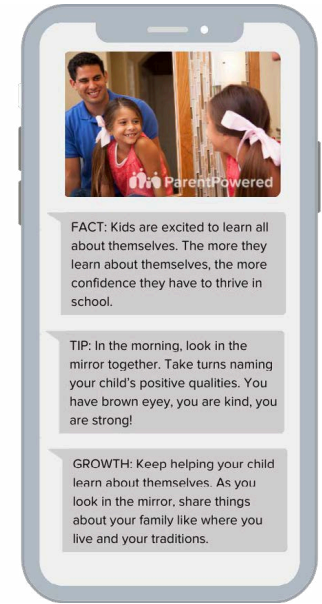 ParentPowered
FACT: Kids are excited to learn all
about themselves. The more they
learn about themselves, the more
confidence they have to thrive in
school.
TIP: In the morning, look in the
mirror together. Take turns naming
your child's positive qualities. You
have brown eyey, you are kind, you
are strong!
GROWTH: Keep helping your child
learn about themselves. As you
look in the mirror, share things
about your family like where you
live and your traditions.